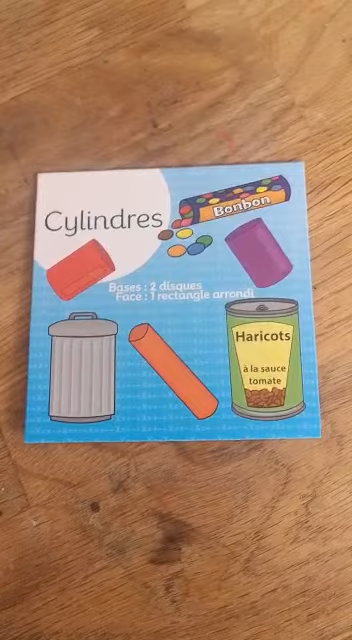 Cylindres
Bonbon
Bases : 2 disques
Face : 1 rectangle arrondi
Haricots
à la sauce
tomate